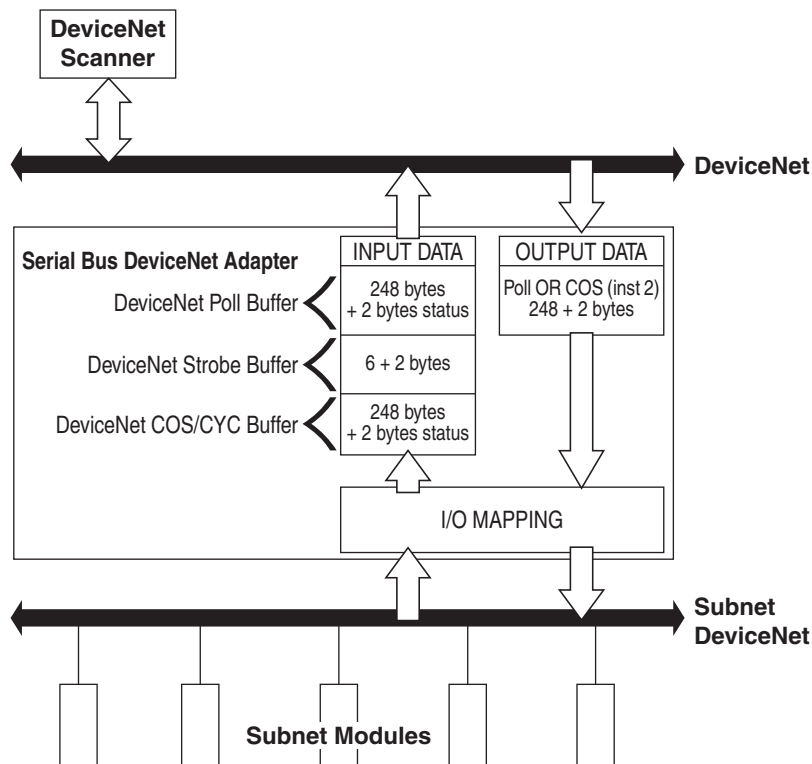 DeviceNet
Scanner
DeviceNet
Serial Bus DeviceNet Adapter
INPUT DATA
OUTPUT DATA
DeviceNet Poll Buffer
248 bytes
+ 2 bytes status
Poll OR COS (inst 2)
248 + 2 bytes
DeviceNet Strobe Buffer
6 + 2 bytes
DeviceNet COS/CYC Buffer
248 bytes
+ 2 bytes status
I/O MAPPING
Subnet
DeviceNet
Subnet Modules